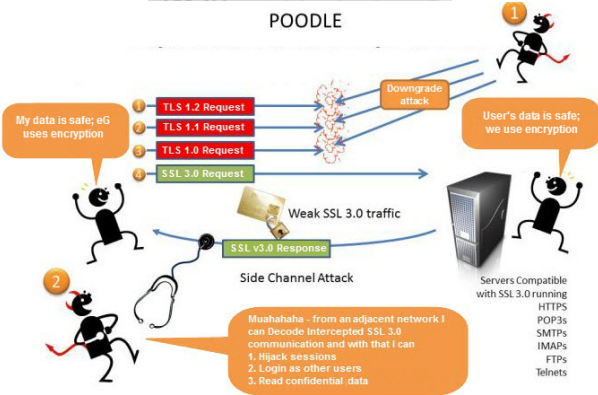 POODLE
1
Downgrade
attack
1 TLS 1.2 Request
2 TLS 1.1 Request
3 TLS 1.0 Request
4 SSL 3.0 Request
My data is safe; eG
uses encryption
User's data is safe;
we use encryption
Weak SSL 3.0 traffic
SSL v3.0 Response
Side Channel Attack
2
Muahahaha - from an adjacent network I
can Decode Intercepted SSL 3.0
communication and with that I can
1. Hijack sessions
2. Login as other users
3. Read confidential data
Servers Compatible
with SSL 3.0 running
HTTPS
POP3s
SMTPs
IMAPs
FTPs
Telnets